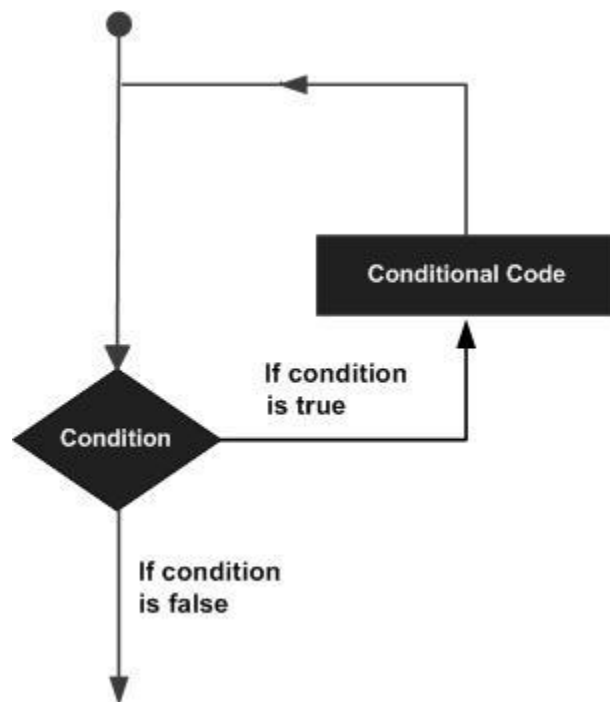 Conditional Code
If condition
is true
Condition
If condition
is false